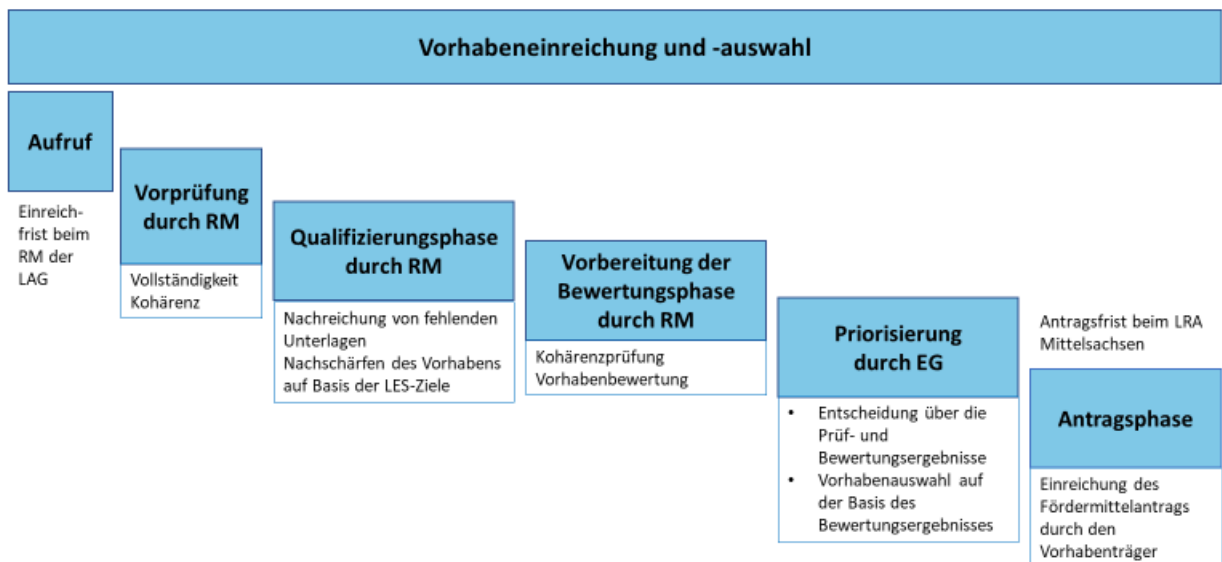 Vorhabeneinreichung und -auswahl
Aufruf
Einreich-
frist beim
RM der
LAG
Vorprüfung
durch RM
Vollständigkeit
Kohärenz
Qualifizierungsphase
durch RM
Nachreichung von fehlenden
Unterlagen
Nachschärfen des Vorhabens
auf Basis der LES-Ziele
Vorbereitung der
Bewertungsphase
durch RM
Kohärenzprüfung
Vorhabenbewertung
Priorisierung
durch EG
• Entscheidung über die
Prüf- und
Bewertungsergebnisse
• Vorhabenauswahl auf
der Basis des
Bewertungsergebnisses
Antragsfrist beim LRA
Mittelsachsen
Antragsphase
Einreichung des
Fördermittelantrags
durch den
Vorhabenträger